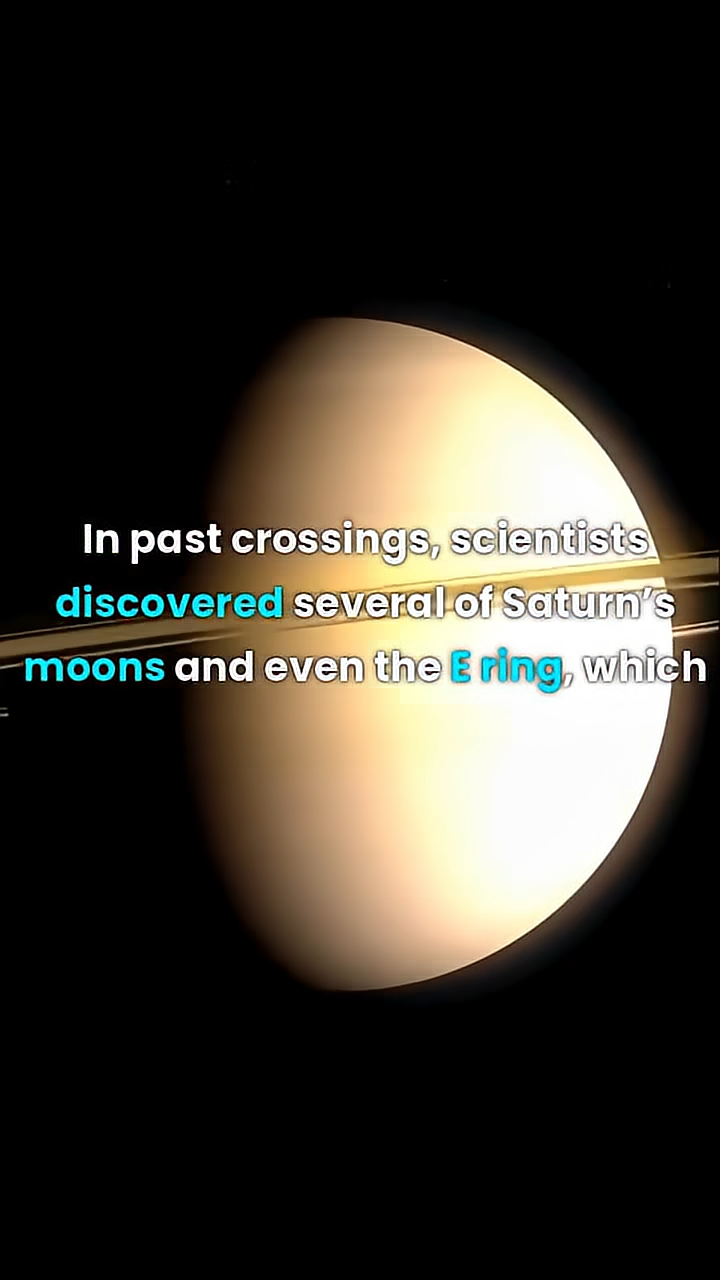 In past crossings, scientists
discovered several of Saturn’s
moons and even the E ring, which